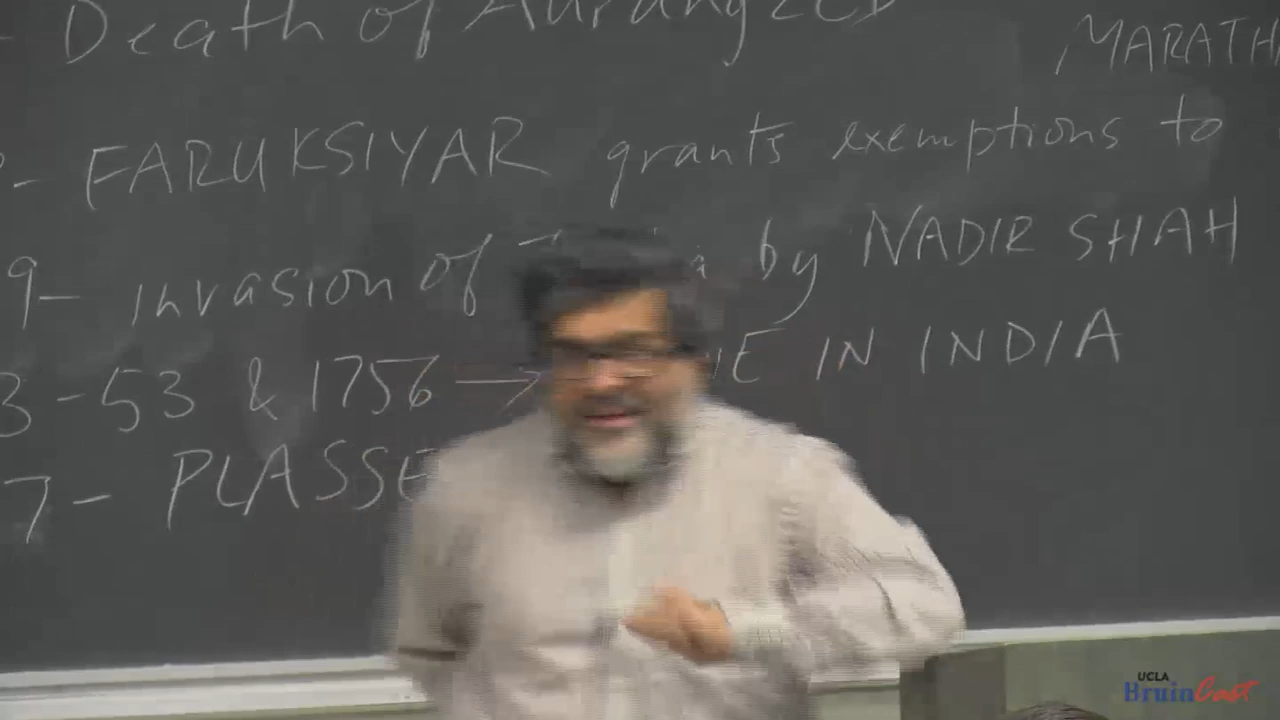 - Death of Aurangzeb
MARATH
- FARUKSIYAR grants exemptions to
9- invasion of by NADIR SHAH
3-53 & 1756 → IN INDIA
7- PLASSE
UCLA
BruinCast